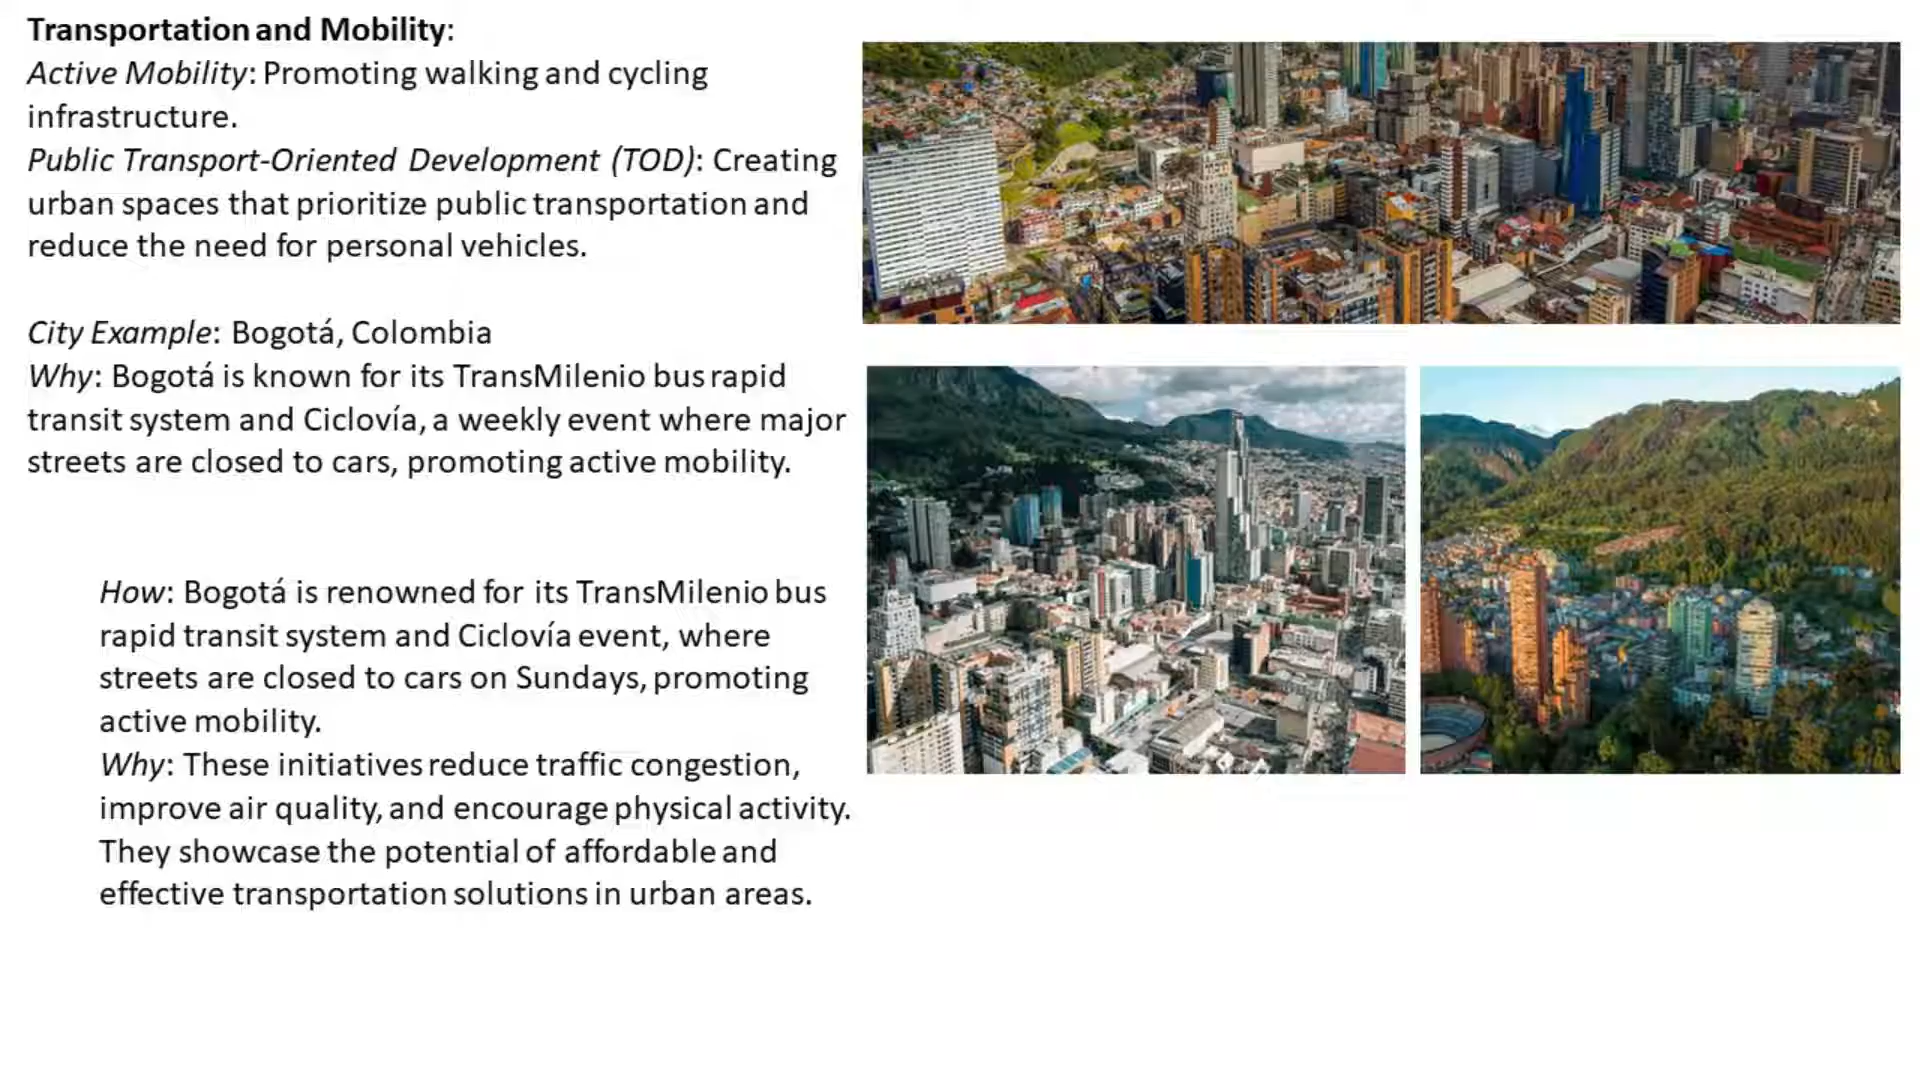 Transportation and Mobility:
Active Mobility: Promoting walking and cycling
infrastructure.
Public Transport-Oriented Development (TOD): Creating
urban spaces that prioritize public transportation and
reduce the need for personal vehicles.
City Example: Bogotá, Colombia
Why: Bogotá is known for its TransMilenio bus rapid
transit system and Ciclovía, a weekly event where major
streets are closed to cars, promoting active mobility.
How: Bogotá is renowned for its TransMilenio bus
rapid transit system and Ciclovía event, where
streets are closed to cars on Sundays, promoting
active mobility.
Why: These initiatives reduce traffic congestion,
improve air quality, and encourage physical activity.
They showcase the potential of affordable and
effective transportation solutions in urban areas.